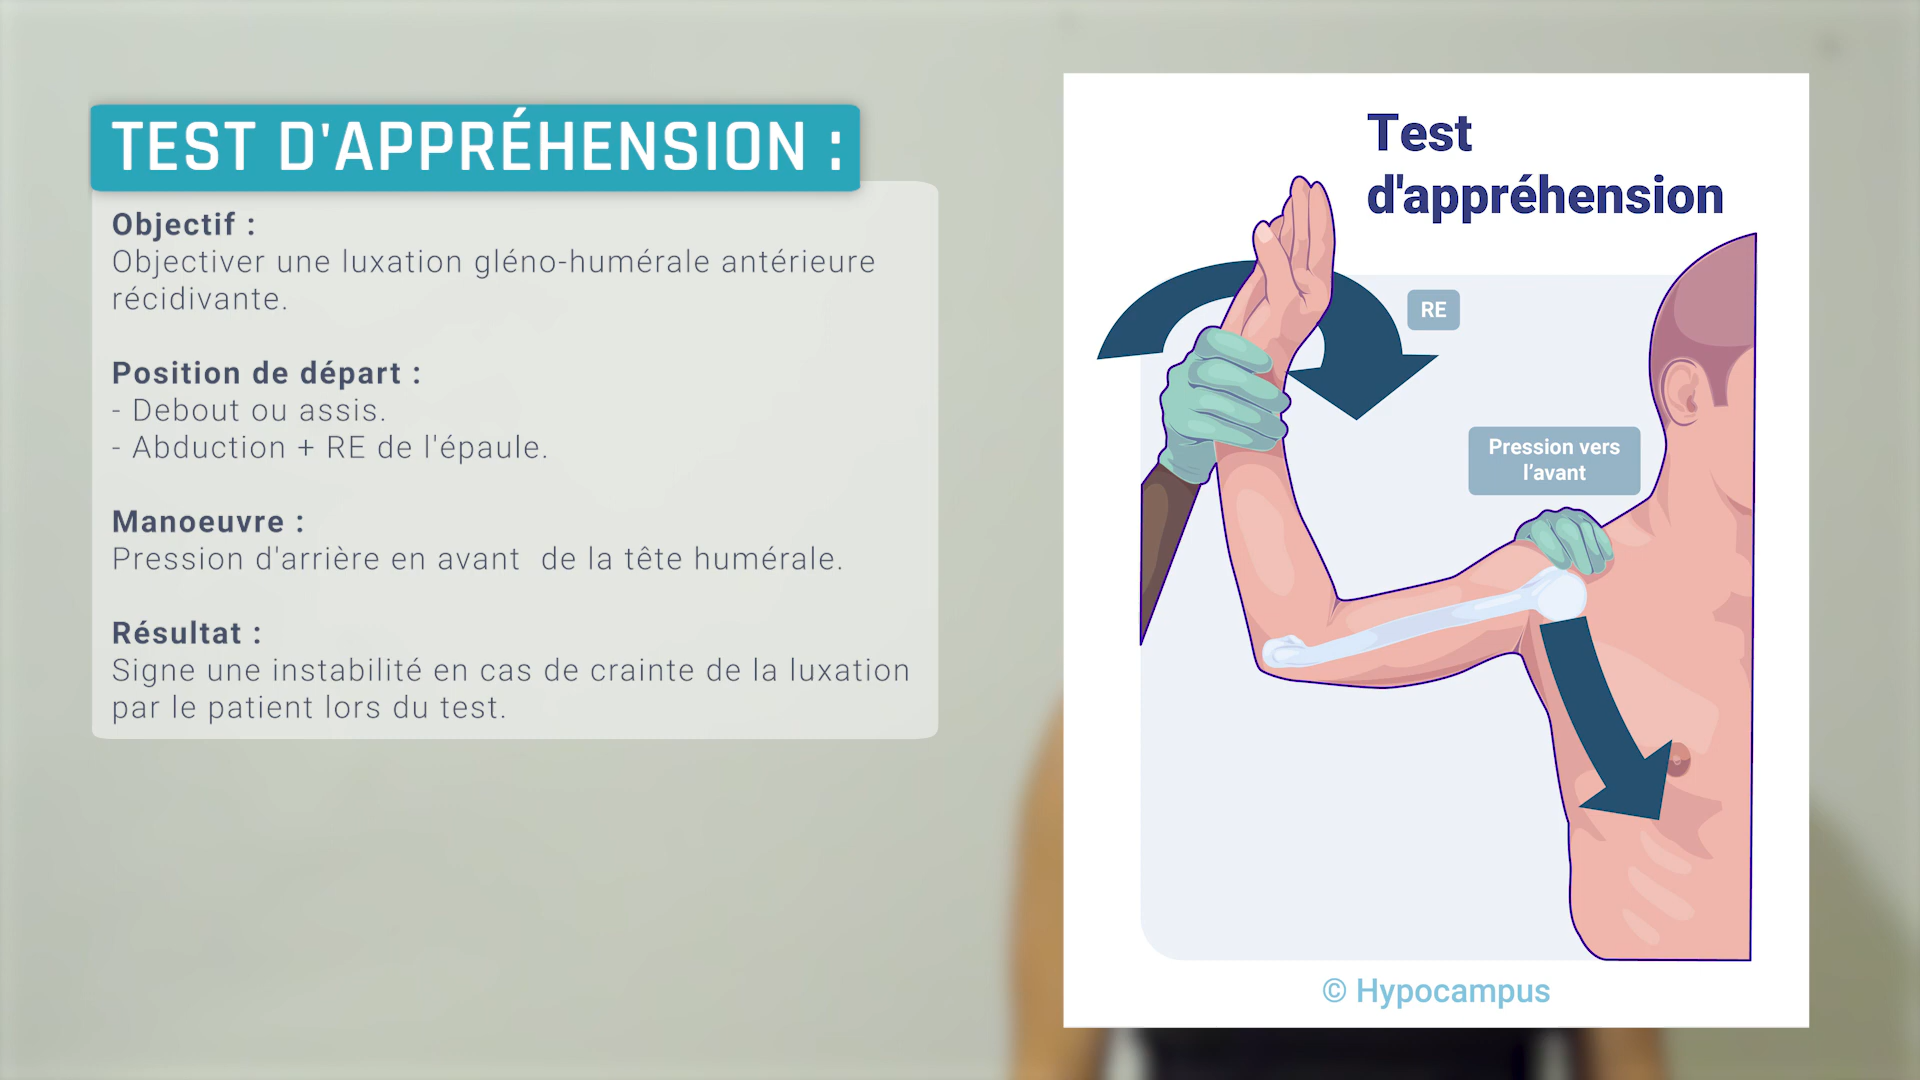 TEST D'APPRÉHENSION :
Objectif :
Objectiver une luxation gléno-humérale antérieure
récidivante.
Position de départ :
- Debout ou assis.
- Abduction + RE de l'épaule.
Manoeuvre :
Pression d'arrière en avant  de la tête humérale.
Résultat :
Signe une instabilité en cas de crainte de la luxation
par le patient lors du test.
Test
d'appréhension
RE
Pression vers
l’avant
© Hypocampus